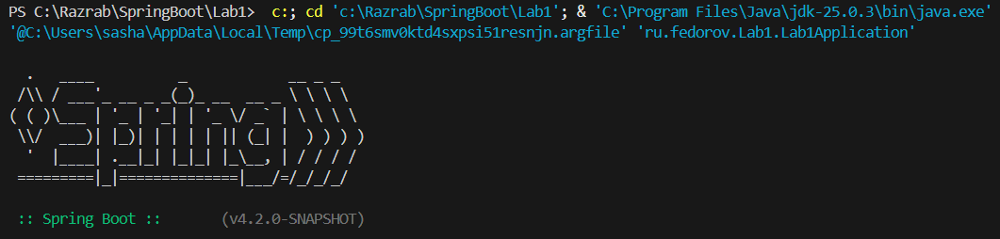 PS C:\Razrab\SpringBoot\Lab1>  c:; cd 'c:\Razrab\SpringBoot\Lab1'; & 'C:\Program Files\Java\jdk-25.0.3\bin\java.exe'
'@C:\Users\sasha\AppData\Local\Temp\cp_99t6smv0ktd4sxpsi51resnjn.argfile' 'ru.fedorov.Lab1.Lab1Application'

  .   ____          _            __ _ _
 /\\ / ___'_ __ _ _(_)_ __  __ _ \ \ \ \
( ( )\___ | '_ | '_| | '_ \/ _` | \ \ \ \
 \\/  ___)| |_)| | | | | || (_| |  ) ) ) )
  '  |____| .__|_| |_|_| |_\__, | / / / /
 =========|_|==============|___/=/_/_/_/

 :: Spring Boot ::       (v4.2.0-SNAPSHOT)